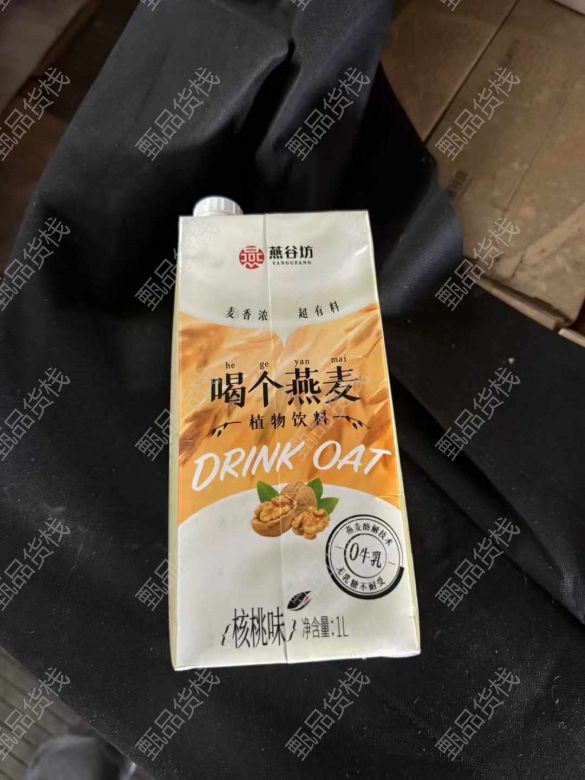 燕谷坊
YANGUFANG
麦香浓 超有料
he ge yan mai
喝个燕麦
植物饮料
DRINK OAT
燕麦酶解技术
0牛乳
无乳糖不耐受
核桃味
净含量:1L
甄品货栈